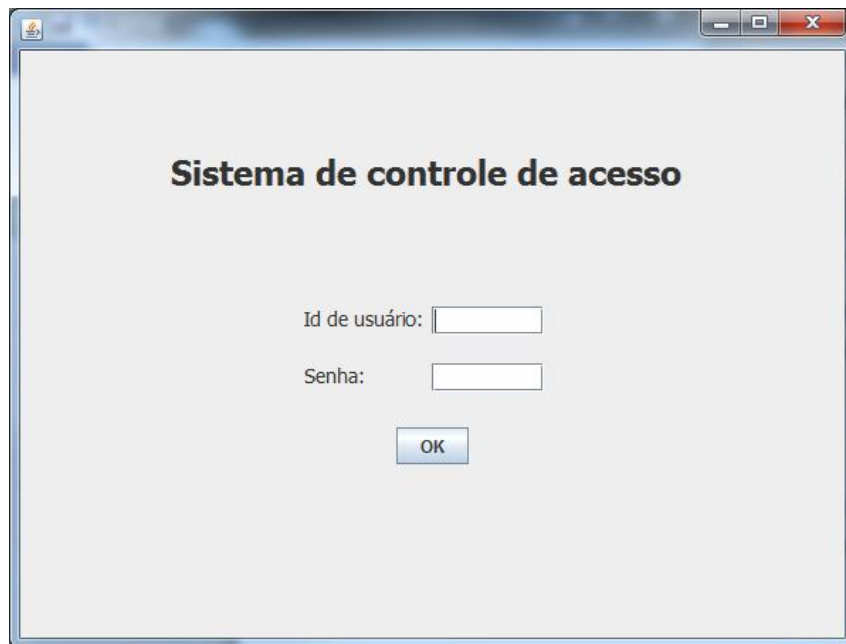 Sistema de controle de acesso
Id de usuário:
Senha:
OK